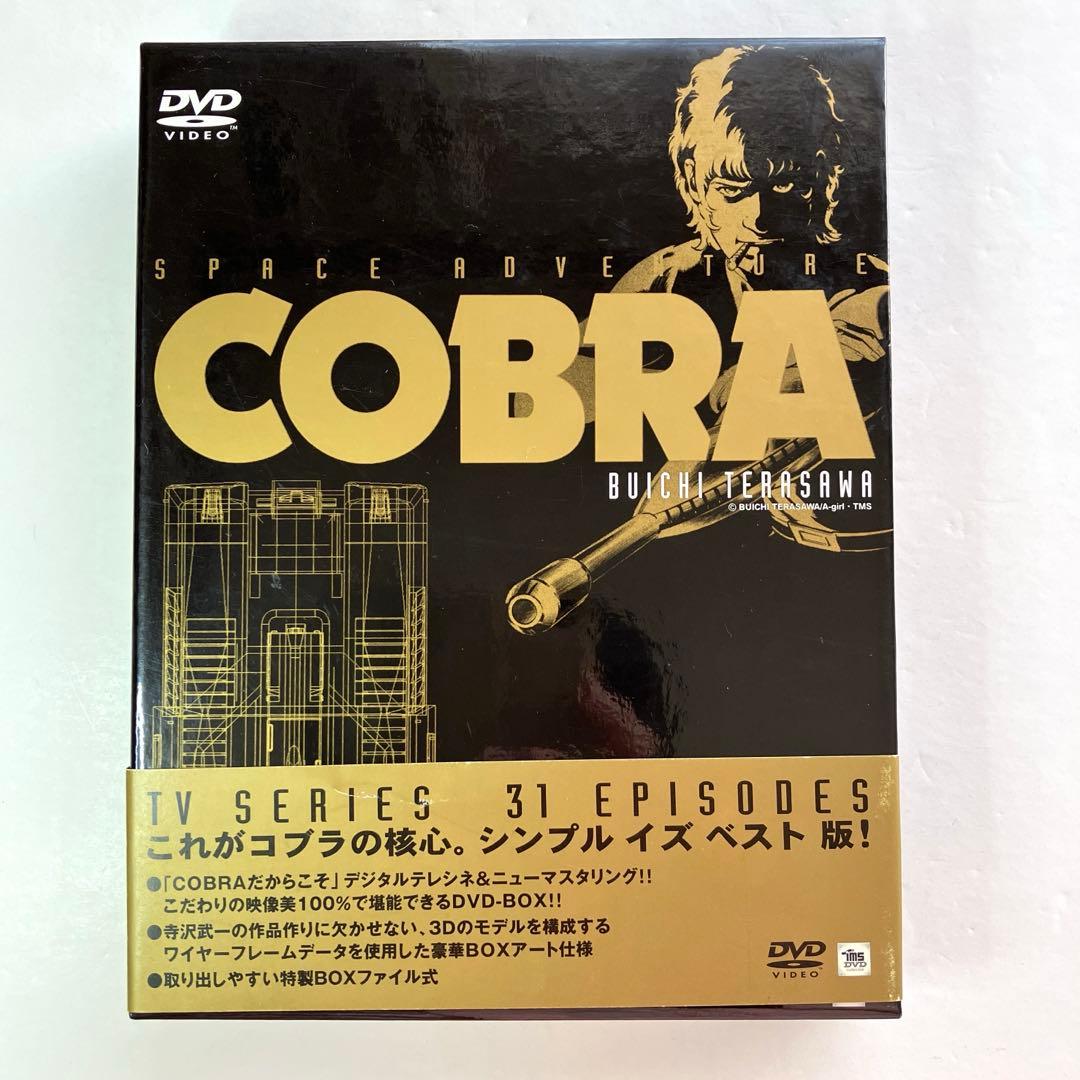 DVD
VIDEO™
SPACE ADVENTURE
COBRA
BUICHI TERASAWA
© BUICHI TERASAWA/A-girl・TMS
TV SERIES 31 EPISODES
これがコブラの核心。シンプル イズ ベスト 版!
●「COBRAだからこそ」デジタルテレシネ&ニューマスタリング!!
こだわりの映像美100%で堪能できるDVD-BOX!!
●寺沢武一の作品作りに欠かせない、3Dのモデルを構成する
ワイヤーフレームデータを使用した豪華BOXアート仕様
●取り出しやすい特製BOXファイル式
DVD
VIDEO™
tms
DVD